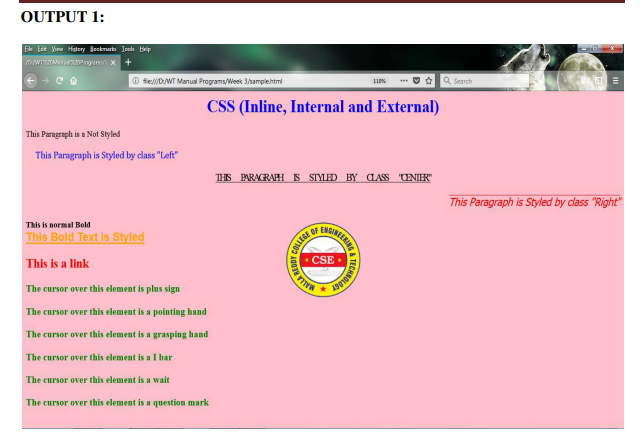 OUTPUT 1:
File Edit View History Bookmarks Tools Help
/D:/WT%20Manual%20Programs/ X +
file:///D:/WT Manual Programs/Week 3/sample.html 110% Search
CSS (Inline, Internal and External)
This Paragraph is a Not Styled
This Paragraph is Styled by class "Left"
THIS PARAGRAPH IS STYLED BY CLASS "CENTER"
This Paragraph is Styled by class "Right"
This is normal Bold
This Bold Text is Styled
MALLA REDDY COLLEGE OF ENGINEERING & TECHNOLOGY
CSE
This is a link
The cursor over this element is plus sign
The cursor over this element is a pointing hand
The cursor over this element is a grasping hand
The cursor over this element is a I bar
The cursor over this element is a wait
The cursor over this element is a question mark